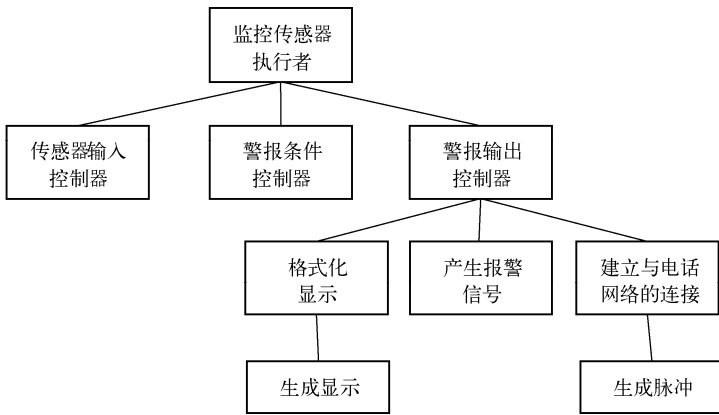 监控传感器
执行者
传感器输入
控制器
警报条件
控制器
警报输出
控制器
格式化
显示
产生报警
信号
建立与电话
网络的连接
生成显示
生成脉冲